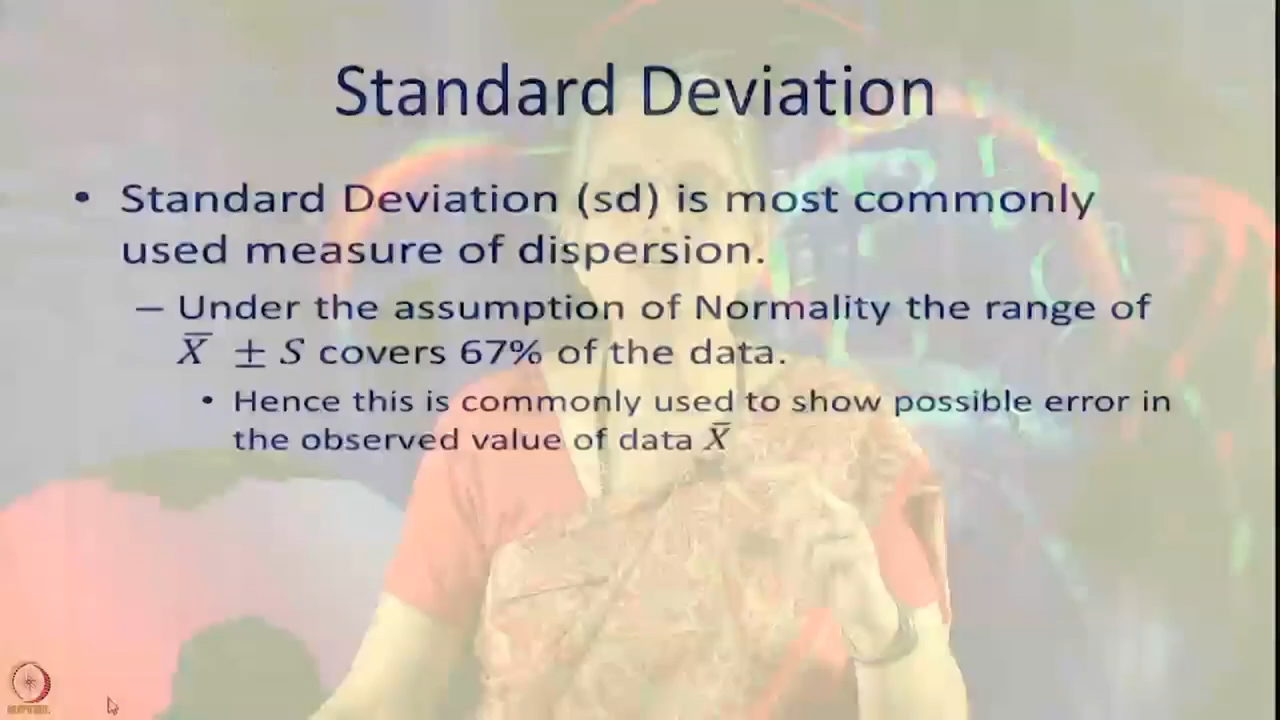 Standard Deviation
• Standard Deviation (sd) is most commonly
used measure of dispersion.
– Under the assumption of Normality the range of
X̅ ± S covers 67% of the data.
• Hence this is commonly used to show possible error in
the observed value of data X̅